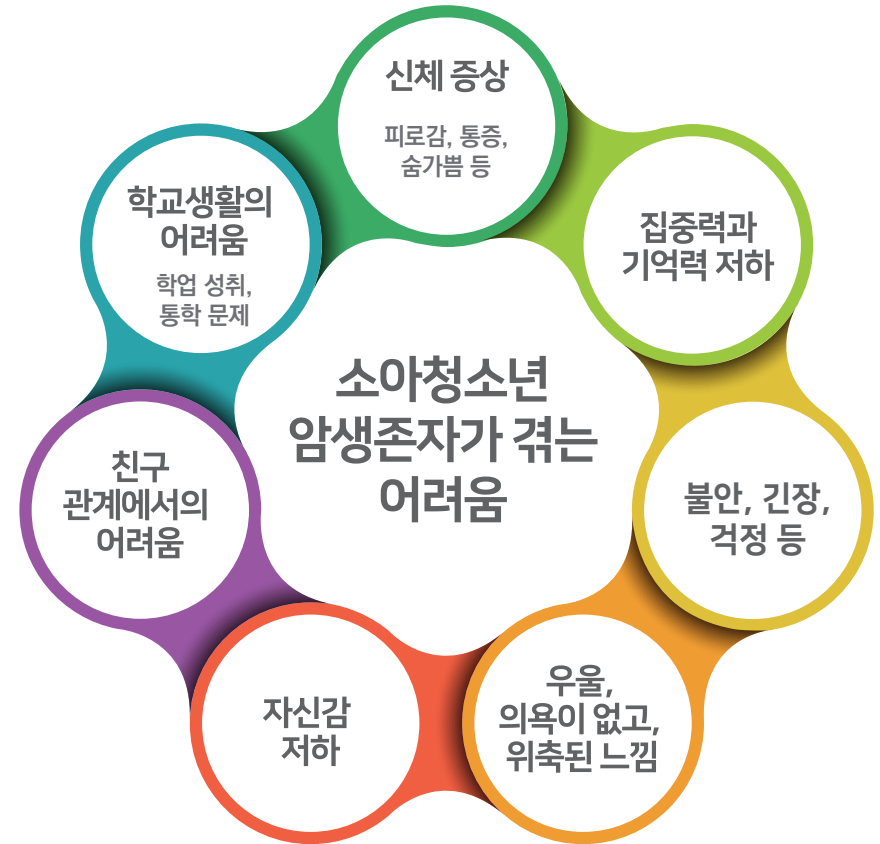 신체 증상
피로감, 통증,
숨가쁨 등
집중력과
기억력 저하
불안, 긴장,
걱정 등
우울,
의욕이 없고,
위축된 느낌
자신감
저하
친구
관계에서의
어려움
학교생활의
어려움
학업 성취,
통학 문제
소아청소년
암생존자가 겪는
어려움